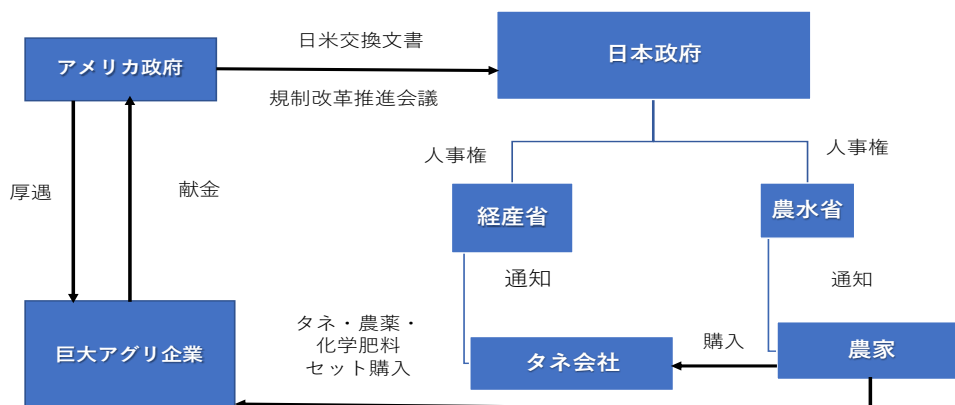 日米交換文書
日本政府
アメリカ政府
規制改革推進会議
人事権
人事権
厚遇
献金
経産省
農水省
通知
通知
タネ・農薬・
化学肥料
セット購入
巨大アグリ企業
タネ会社
購入
農家